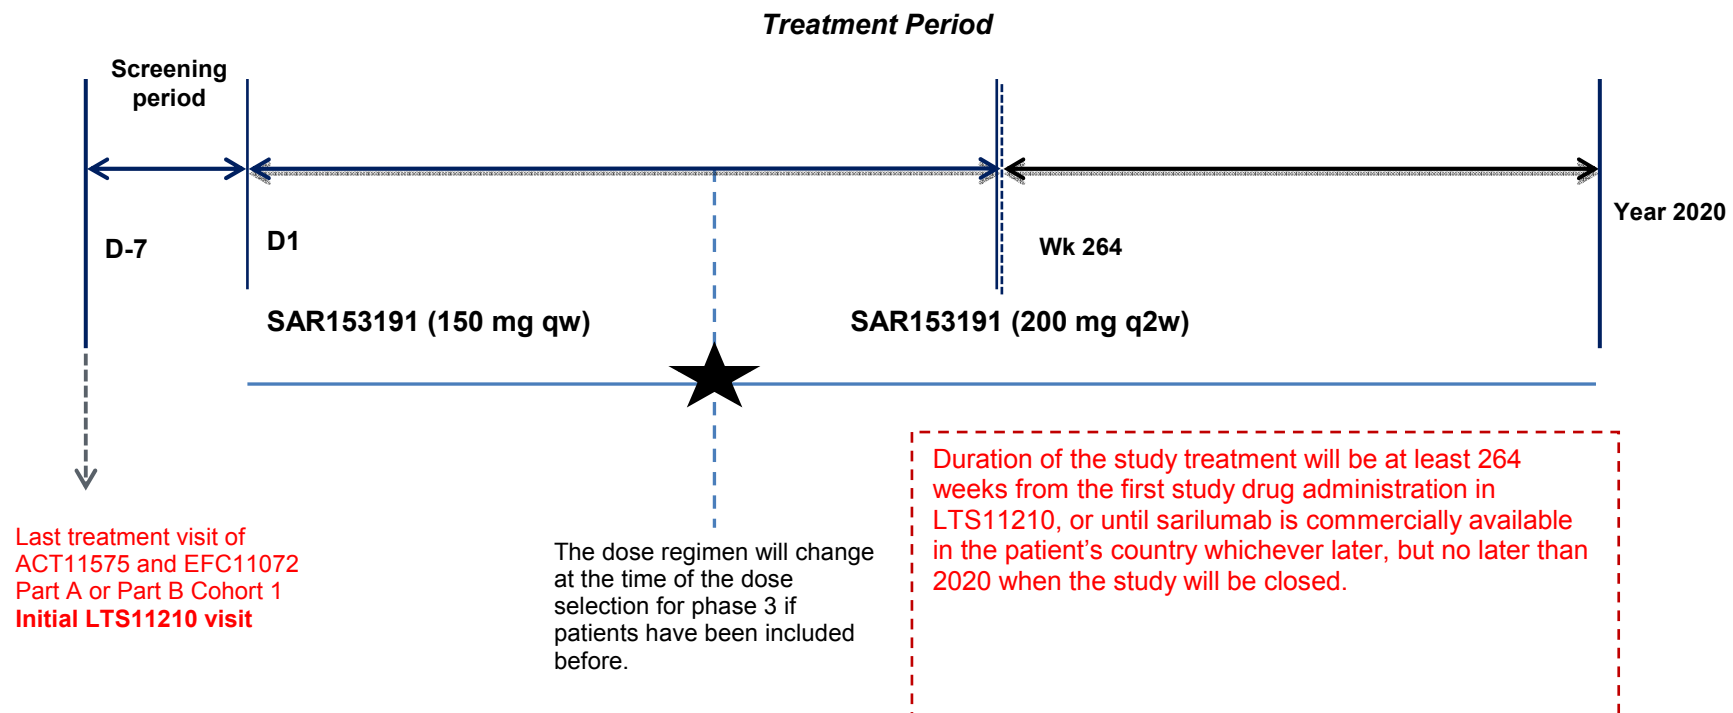 Treatment Period
Screening
period
D-7
D1
Wk 264
Year 2020
SAR153191 (150 mg qw)
SAR153191 (200 mg q2w)
Last treatment visit of
ACT11575 and EFC11072
Part A or Part B Cohort 1
Initial LTS11210 visit
The dose regimen will change
at the time of the dose
selection for phase 3 if
patients have been included
before.
Duration of the study treatment will be at least 264
weeks from the first study drug administration in
LTS11210, or until sarilumab is commercially available
in the patient’s country whichever later, but no later than
2020 when the study will be closed.